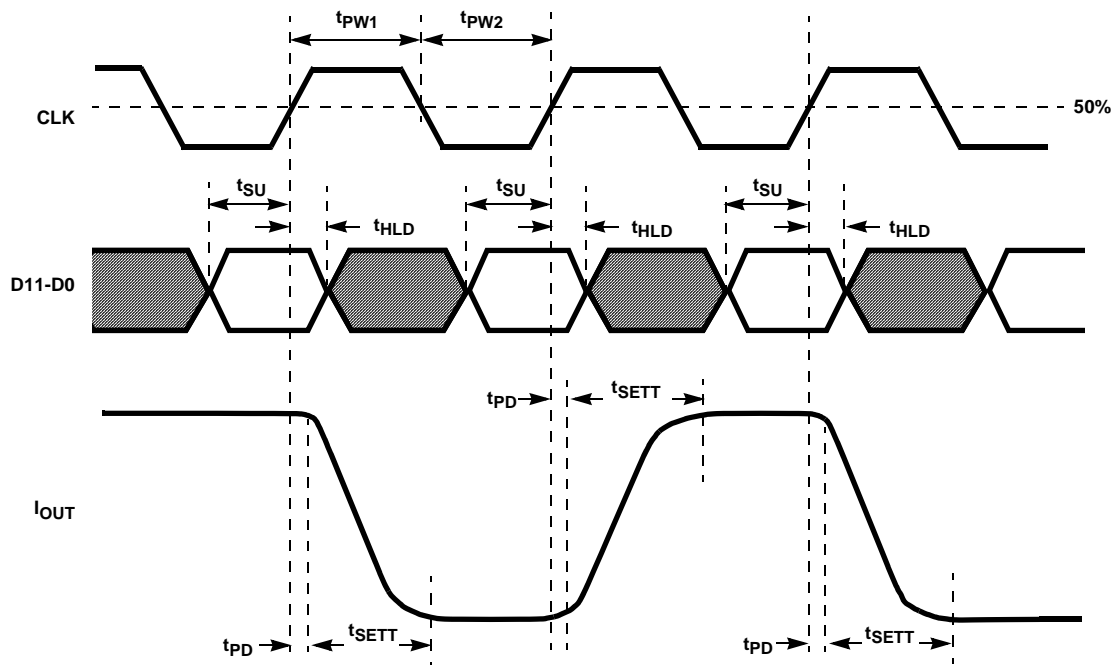 tPW1 tPW2
CLK
50%
tSU tSU tSU
tHLD tHLD tHLD
D11-D0
tPD tSETT
IOUT
tPD tSETT tPD tSETT